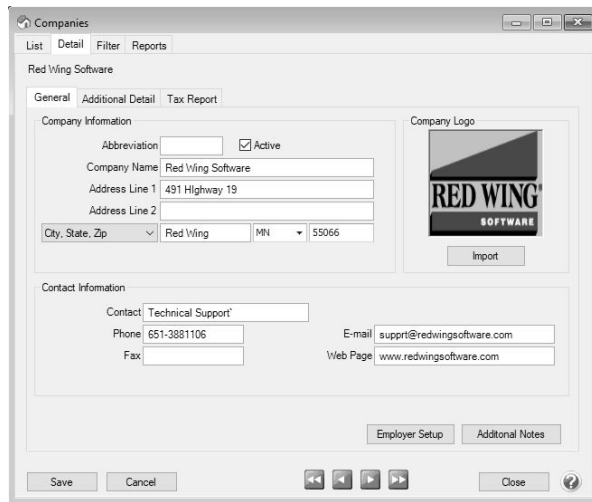 Companies
List Detail Filter Reports
Red Wing Software
General Additional Detail Tax Report
Company Information
Abbreviation Active
Company Name Red Wing Software
Address Line 1 491 HIghway 19
Address Line 2
City, State, Zip Red Wing MN 55066
Company Logo
RED WING
SOFTWARE
Import
Contact Information
Contact Technical Support'
Phone 651-3881106 E-mail supprt@redwingsoftware.com
Fax Web Page www.redwingsoftware.com
Employer Setup Additonal Notes
Save Cancel Close ?